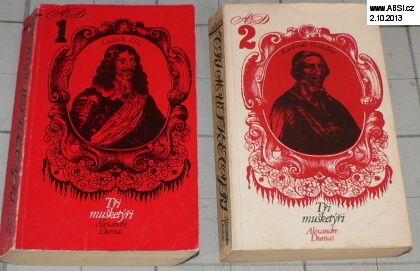 www.A8SI.cz
2.10.2013
AD
1
Ludvík XIII.
Tři
mušketýři
Alexandre
Dumas
AD
2
Kardinál Richelieu
Tři
mušketýři
Alexandre
Dumas